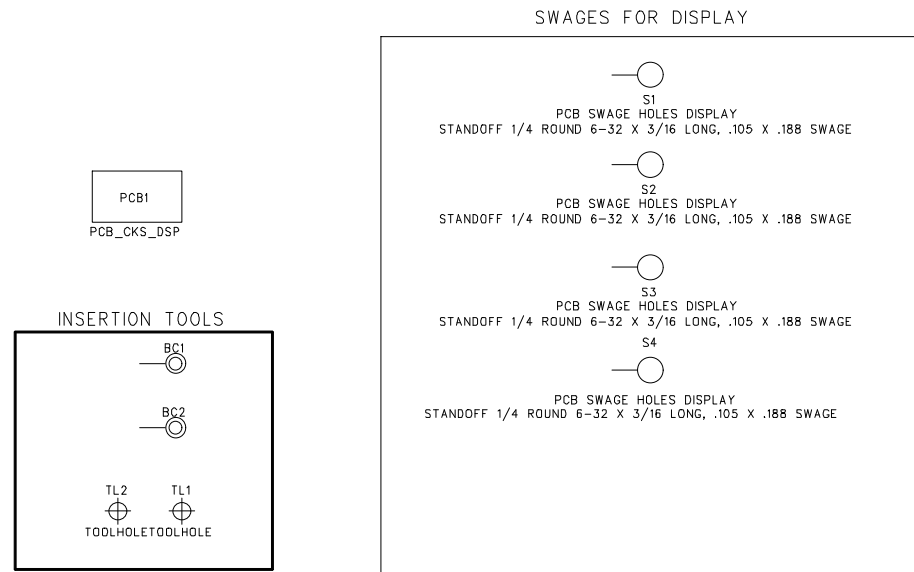 SWAGES FOR DISPLAY
S1
PCB SWAGE HOLES DISPLAY
STANDOFF 1/4 ROUND 6-32 X 3/16 LONG, .105 X .188 SWAGE
S2
PCB SWAGE HOLES DISPLAY
STANDOFF 1/4 ROUND 6-32 X 3/16 LONG, .105 X .188 SWAGE
S3
PCB SWAGE HOLES DISPLAY
STANDOFF 1/4 ROUND 6-32 X 3/16 LONG, .105 X .188 SWAGE
S4
PCB SWAGE HOLES DISPLAY
STANDOFF 1/4 ROUND 6-32 X 3/16 LONG, .105 X .188 SWAGE
PCB1
PCB_CKS_DSP
INSERTION TOOLS
BC1
BC2
TL2 TL1
TOOLHOLE TOOLHOLE